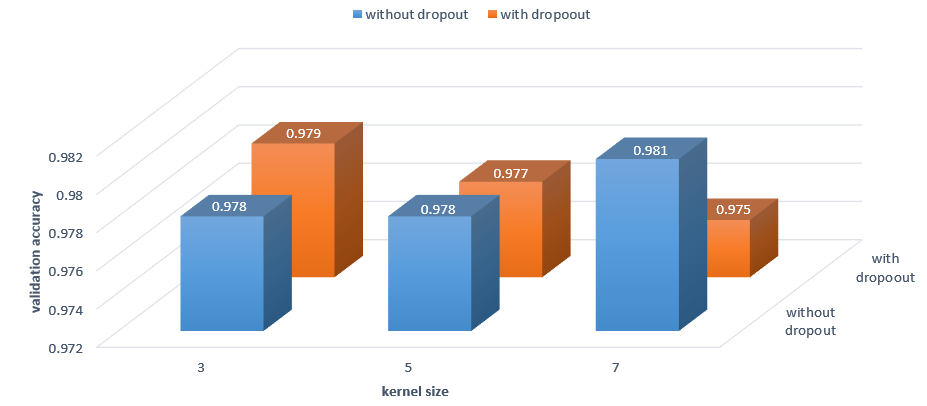 without dropout with dropoout
0.979
0.981
0.977
0.982
0.978 0.978 0.975
0.98
0.978
0.976
0.974
0.972
validation accuracy
with
dropoout
without
dropout
3 5 7
kernel size